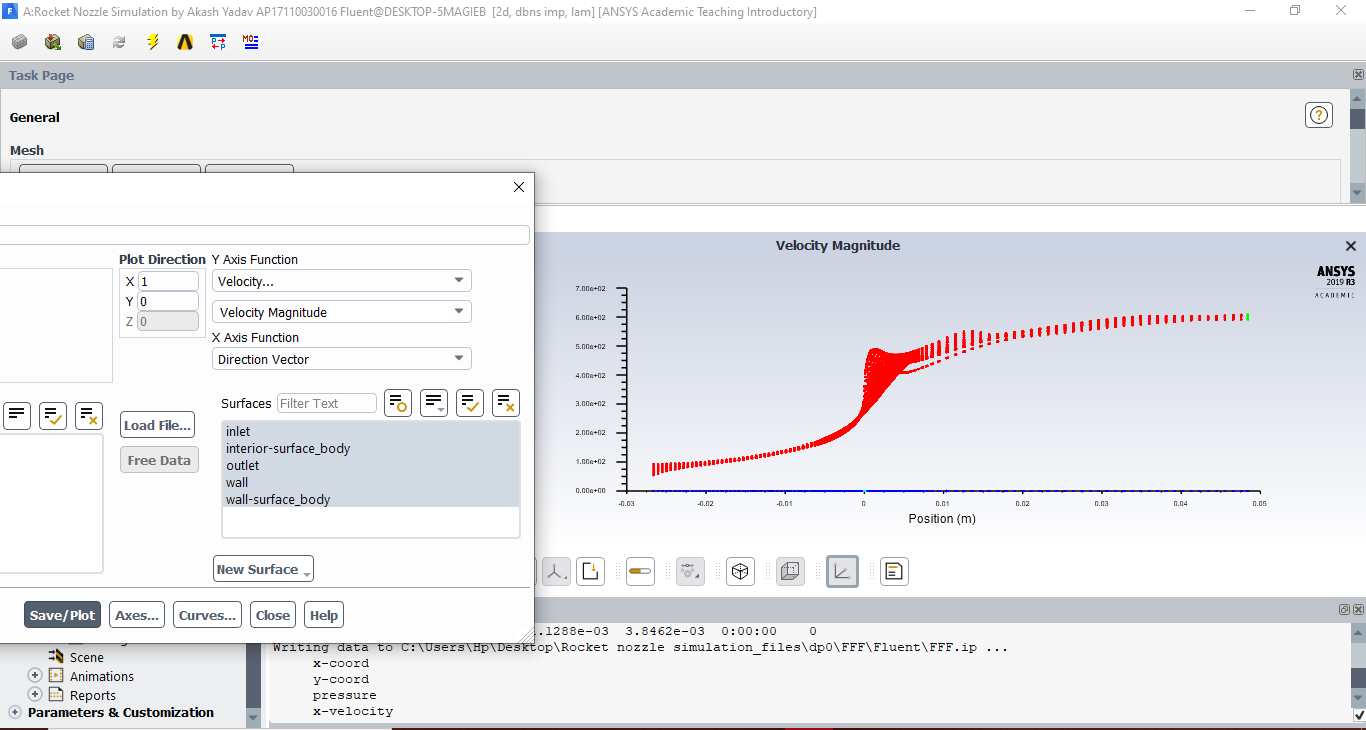 A:Rocket Nozzle Simulation by Akash Yadav AP17110030016 Fluent@DESKTOP-5MAGIEB [2d, dbns imp, lam] [ANSYS Academic Teaching Introductory]
Task Page
General
Mesh
Plot Direction
X 1
Y 0
Z 0
Y Axis Function
Velocity...
Velocity Magnitude
X Axis Function
Direction Vector
Load File...
Free Data
Surfaces Filter Text
inlet
interior-surface_body
outlet
wall
wall-surface_body
New Surface
Save/Plot Axes... Curves... Close Help
Velocity Magnitude
ANSYS
2019 R3
ACADEMIC
7.00e+02
6.00e+02
5.00e+02
4.00e+02
3.00e+02
2.00e+02
1.00e+02
0.00e+00
-0.03 -0.02 -0.01 0 0.01 0.02 0.03 0.04 0.05
Position (m)
Scene
Animations
Reports
Parameters & Customization
.1288e-03 3.8462e-03 0:00:00 0
Writing data to C:\Users\Hp\Desktop\Rocket nozzle simulation_files\dp0\FFF\Fluent\FFF.ip ...
x-coord
y-coord
pressure
x-velocity